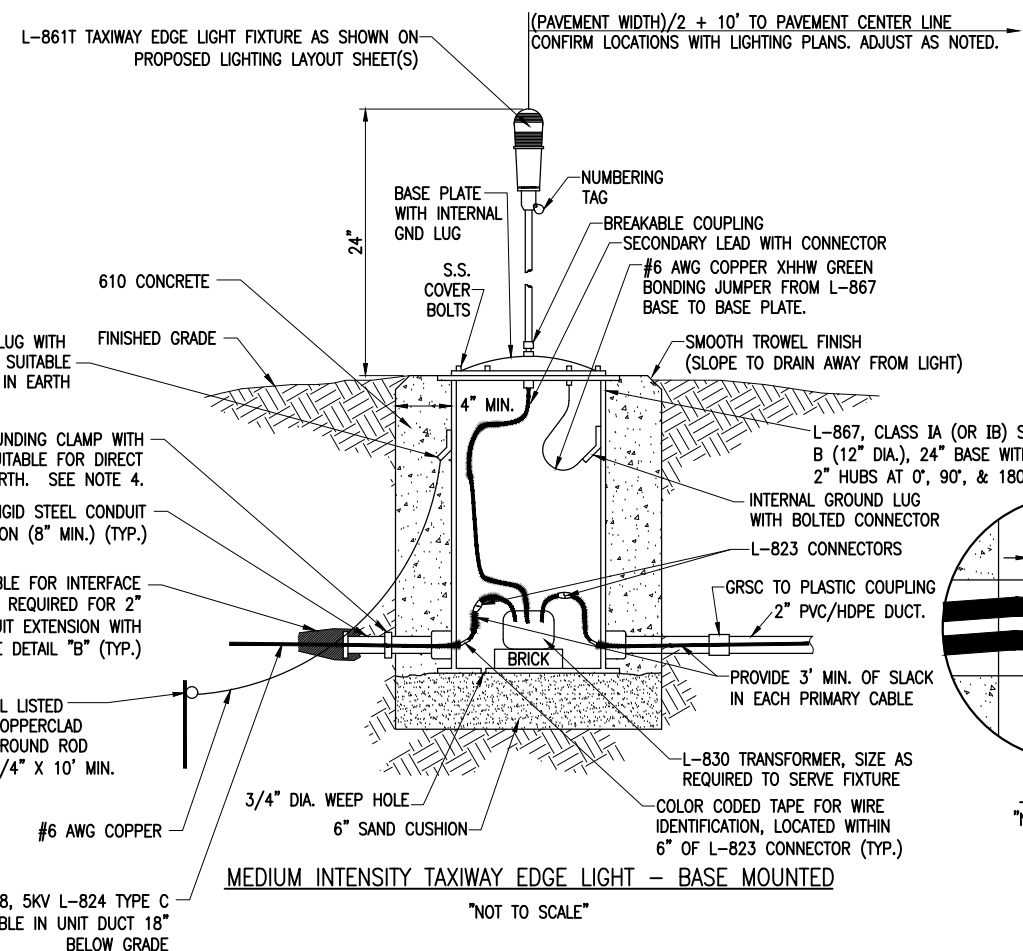 L-861T TAXIWAY EDGE LIGHT FIXTURE AS SHOWN ON
PROPOSED LIGHTING LAYOUT SHEET(S)
(PAVEMENT WIDTH)/2 + 10' TO PAVEMENT CENTER LINE
CONFIRM LOCATIONS WITH LIGHTING PLANS. ADJUST AS NOTED.
24"
BASE PLATE
WITH INTERNAL
GND LUG
NUMBERING
TAG
BREAKABLE COUPLING
SECONDARY LEAD WITH CONNECTOR
#6 AWG COPPER XHHW GREEN
BONDING JUMPER FROM L-867
BASE TO BASE PLATE.
S.S.
COVER
BOLTS
610 CONCRETE
FINISHED GRADE
LUG WITH
SUITABLE
IN EARTH
SMOOTH TROWEL FINISH
(SLOPE TO DRAIN AWAY FROM LIGHT)
4" MIN.
L-867, CLASS IA (OR IB) S
B (12" DIA.), 24" BASE WIT
2" HUBS AT 0°, 90°, & 180
UNDING CLAMP WITH
UITABLE FOR DIRECT
RTH. SEE NOTE 4.
INTERNAL GROUND LUG
WITH BOLTED CONNECTOR
IGID STEEL CONDUIT
ON (8" MIN.) (TYP.)
L-823 CONNECTORS
BLE FOR INTERFACE
REQUIRED FOR 2"
UIT EXTENSION WITH
E DETAIL "B" (TYP.)
GRSC TO PLASTIC COUPLING
2" PVC/HDPE DUCT.
BRICK
PROVIDE 3' MIN. OF SLACK
IN EACH PRIMARY CABLE
L LISTED
OPPERCLAD
ROUND ROD
/4" X 10' MIN.
L-830 TRANSFORMER, SIZE AS
REQUIRED TO SERVE FIXTURE
3/4" DIA. WEEP HOLE
6" SAND CUSHION
COLOR CODED TAPE FOR WIRE
IDENTIFICATION, LOCATED WITHIN
6" OF L-823 CONNECTOR (TYP.)
#6 AWG COPPER
8, 5KV L-824 TYPE C
BLE IN UNIT DUCT 18"
BELOW GRADE
MEDIUM INTENSITY TAXIWAY EDGE LIGHT – BASE MOUNTED
"NOT TO SCALE"